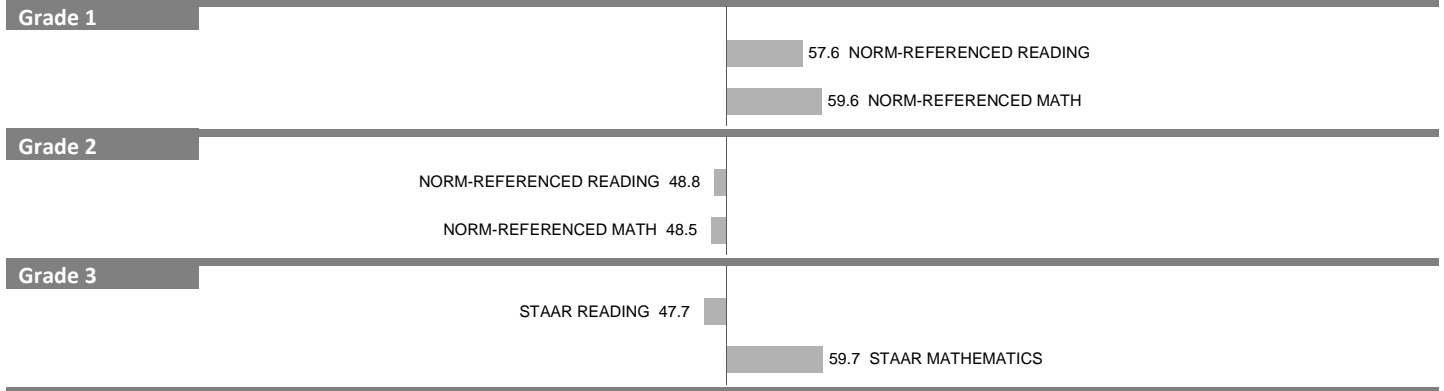 Grade 1
57.6 NORM-REFERENCED READING
59.6 NORM-REFERENCED MATH
Grade 2
NORM-REFERENCED READING 48.8
NORM-REFERENCED MATH 48.5
Grade 3
STAAR READING 47.7
59.7 STAAR MATHEMATICS